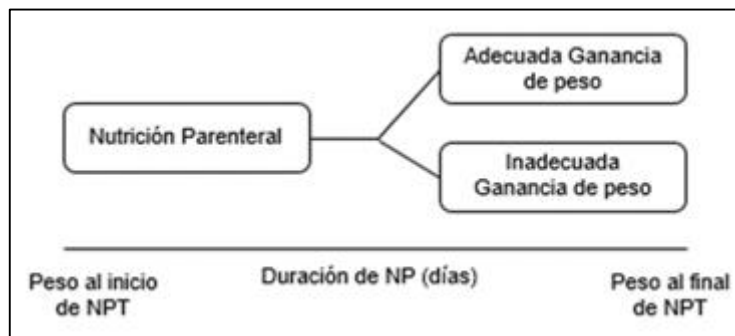 Adecuada Ganancia
de peso
Nutrición Parenteral
Inadecuada
Ganancia de peso
Peso al inicio
de NPT
Duración de NP (días)
Peso al final
de NPT